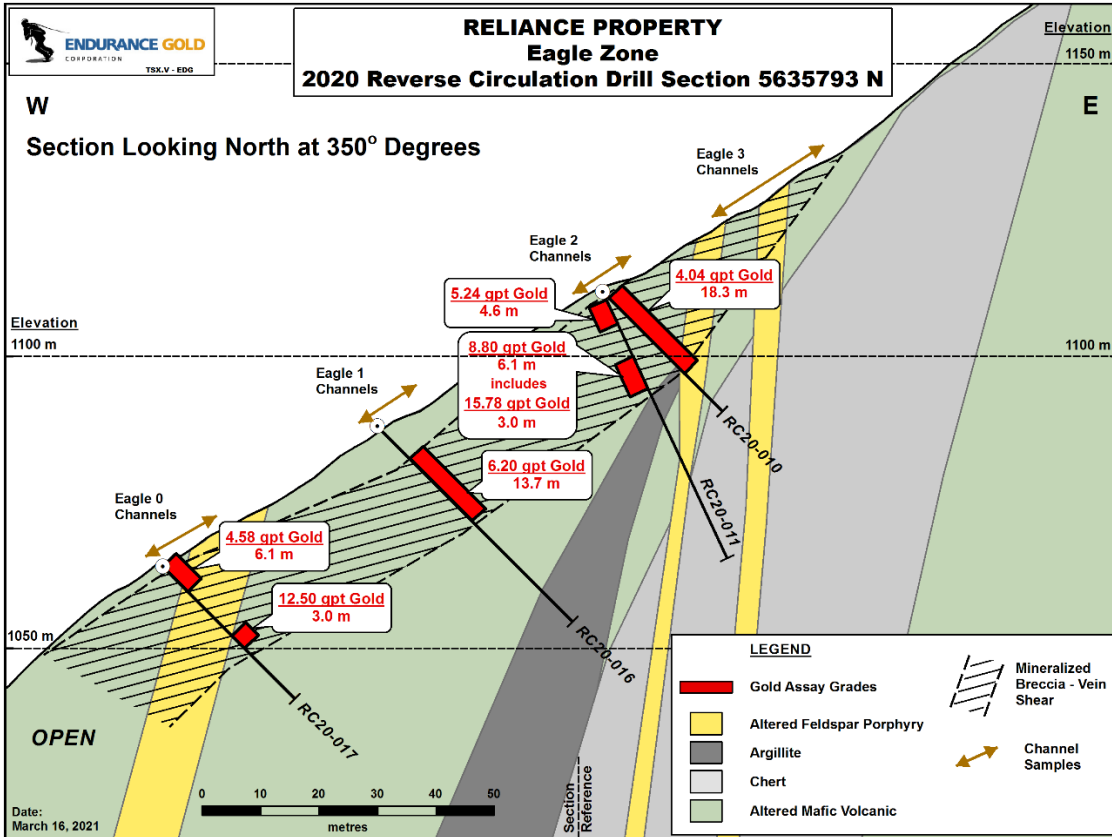 ENDURANCE GOLD
CORPORATION
TSX.V - EDG
RELIANCE PROPERTY
Eagle Zone
2020 Reverse Circulation Drill Section 5635793 N
Elevation
1150 m
W
E
Section Looking North at 350° Degrees
Eagle 3
Channels
Eagle 2
Channels
5.24 gpt Gold
4.6 m
4.04 gpt Gold
18.3 m
Elevation
1100 m
1100 m
8.80 gpt Gold
6.1 m
includes
15.78 gpt Gold
3.0 m
Eagle 1
Channels
RC20-010
6.20 gpt Gold
13.7 m
RC20-011
Eagle 0
Channels
4.58 gpt Gold
6.1 m
12.50 gpt Gold
3.0 m
1050 m
RC20-016
RC20-017
OPEN
LEGEND
Gold Assay Grades
Altered Feldspar Porphyry
Argillite
Chert
Altered Mafic Volcanic
Mineralized
Breccia - Vein
Shear
Channel
Samples
Section
Reference
0 10 20 30 40 50
metres
Date:
March 16, 2021